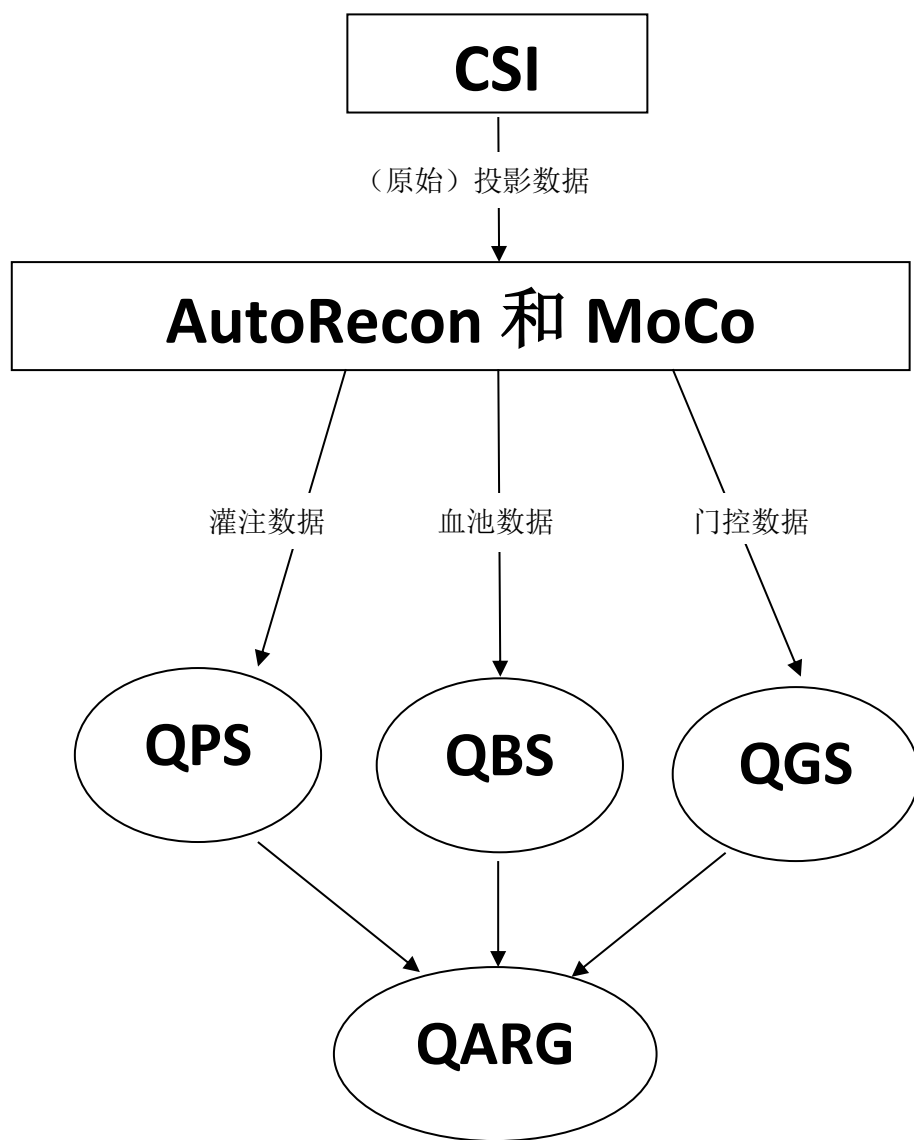 CSI
（原始）投影数据
AutoRecon 和 MoCo
灌注数据
血池数据
门控数据
QPS
QBS
QGS
QARG